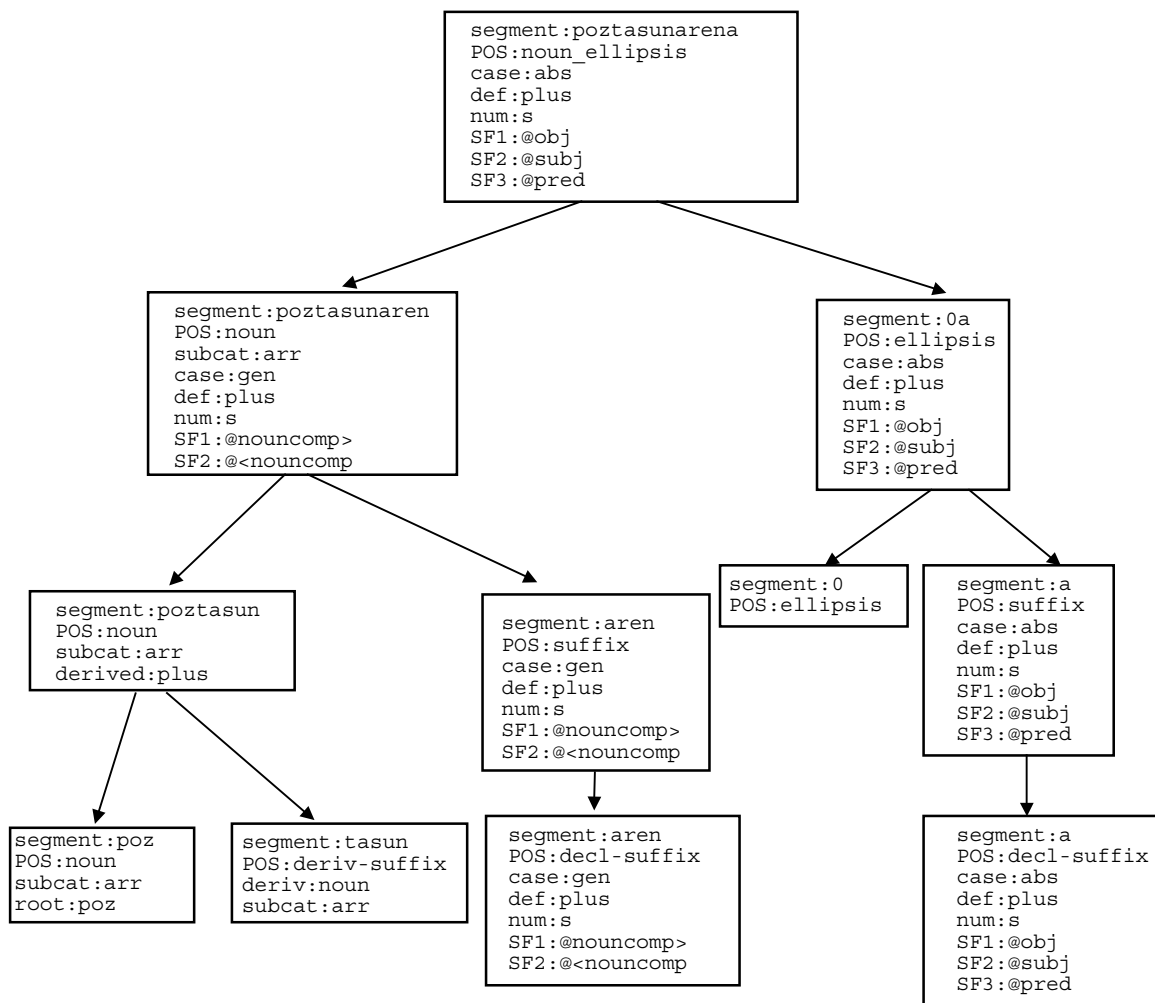 segment:poztasunarena
POS:noun_ellipsis
case:abs
def:plus
num:s
SF1:@obj
SF2:@subj
SF3:@pred
segment:poztasunaren
POS:noun
subcat:arr
case:gen
def:plus
num:s
SF1:@nouncomp>
SF2:@<nouncomp
segment:0a
POS:ellipsis
case:abs
def:plus
num:s
SF1:@obj
SF2:@subj
SF3:@pred
segment:poztasun
POS:noun
subcat:arr
derived:plus
segment:aren
POS:suffix
case:gen
def:plus
num:s
SF1:@nouncomp>
SF2:@<nouncomp
segment:0
POS:ellipsis
segment:a
POS:suffix
case:abs
def:plus
num:s
SF1:@obj
SF2:@subj
SF3:@pred
segment:poz
POS:noun
subcat:arr
root:poz
segment:tasun
POS:deriv-suffix
deriv:noun
subcat:arr
segment:aren
POS:decl-suffix
case:gen
def:plus
num:s
SF1:@nouncomp>
SF2:@<nouncomp
segment:a
POS:decl-suffix
case:abs
def:plus
num:s
SF1:@obj
SF2:@subj
SF3:@pred